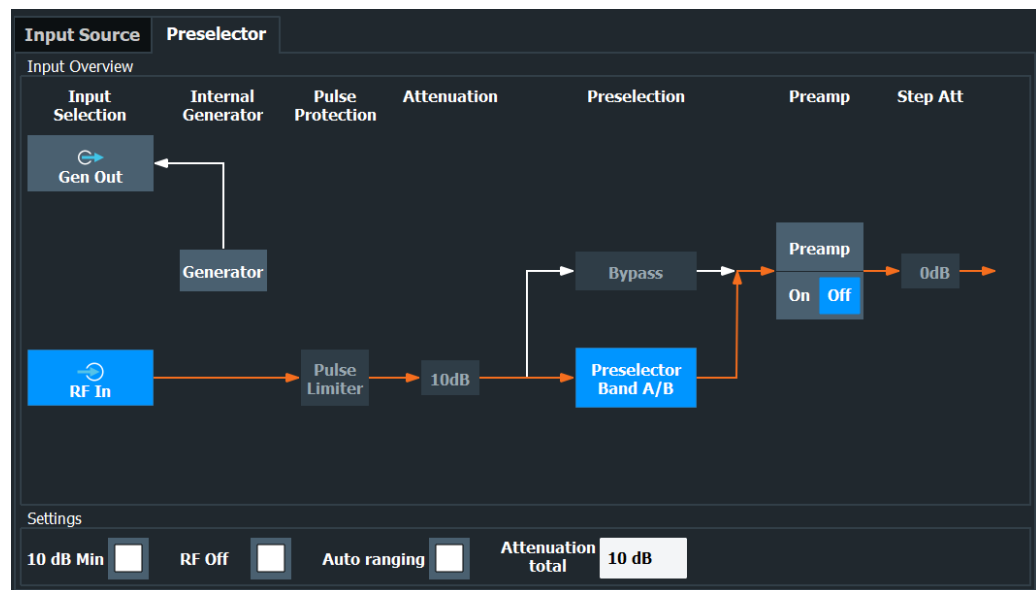 Input Source Preselector
Input Overview
Input Selection
Internal Generator
Pulse Protection
Attenuation
Preselection
Preamp
Step Att
Gen Out
Generator
Bypass
Preamp
On Off
0dB
RF In
Pulse Limiter
10dB
Preselector Band A/B
Settings
10 dB Min
RF Off
Auto ranging
Attenuation total
10 dB